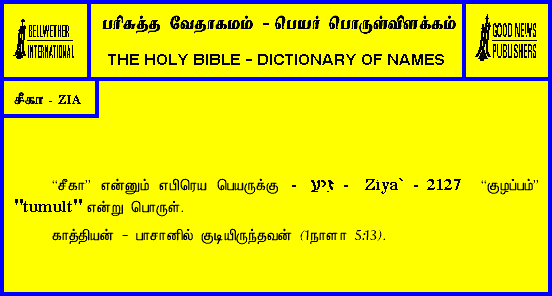 BELLWETHER
INTERNATIONAL
பரிசுத்த வேதாகமம் - பெயர் பொருள்விளக்கம்
THE HOLY BIBLE - DICTIONARY OF NAMES
GOOD NEWS
PUBLISHERS
சீகா - ZIA
“சீகா” என்னும் எபிரெய பெயருக்கு - זיע - Ziya` - 2127 “குழப்பம்”
"tumult" என்று பொருள்.
காத்தியன் - பாசானில் குடியிருந்தவன் (1நாளா 5:13).